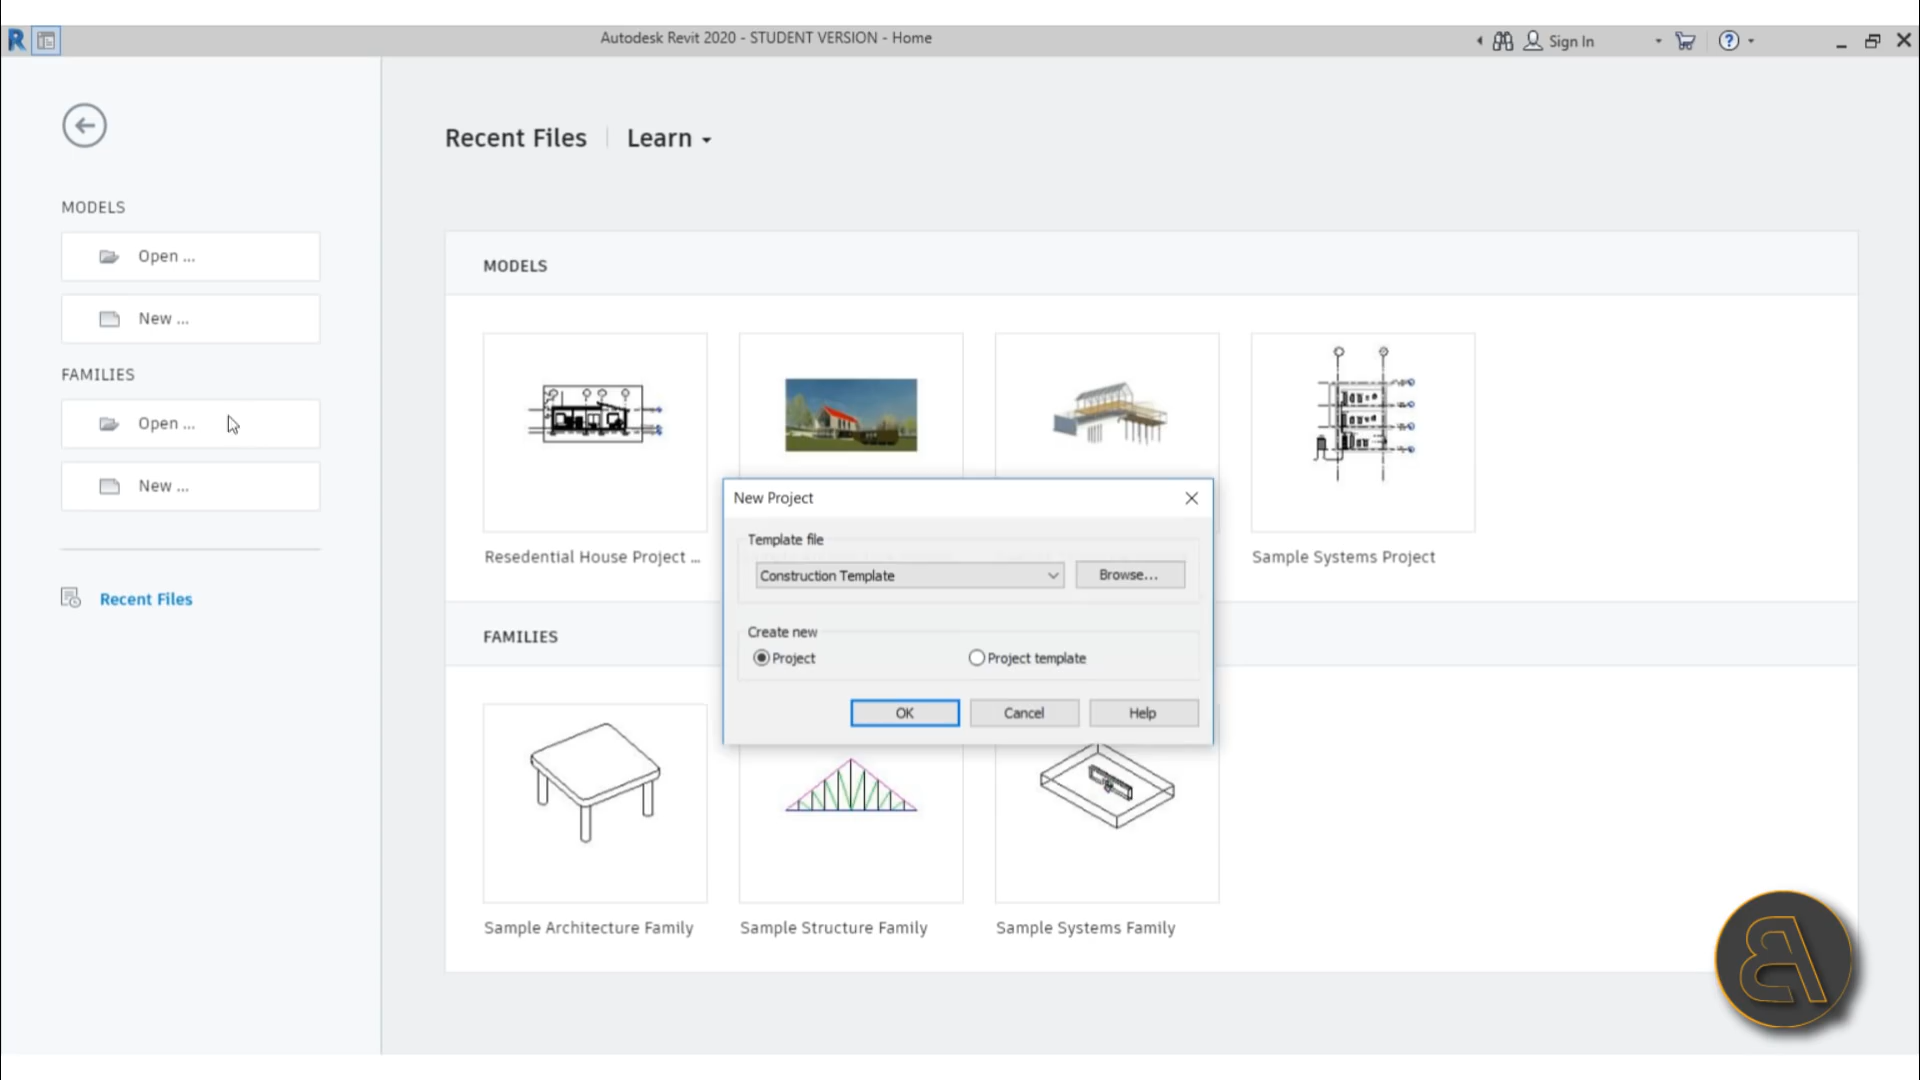 Autodesk Revit 2020 - STUDENT VERSION - Home
Sign In
Recent Files
Learn
MODELS
Open ...
New ...
FAMILIES
Open ...
New ...
Recent Files
MODELS
Resedential House Project ...
Sample Systems Project
New Project
Template file
Construction Template
Browse...
Create new
Project
Project template
OK
Cancel
Help
FAMILIES
Sample Architecture Family
Sample Structure Family
Sample Systems Family